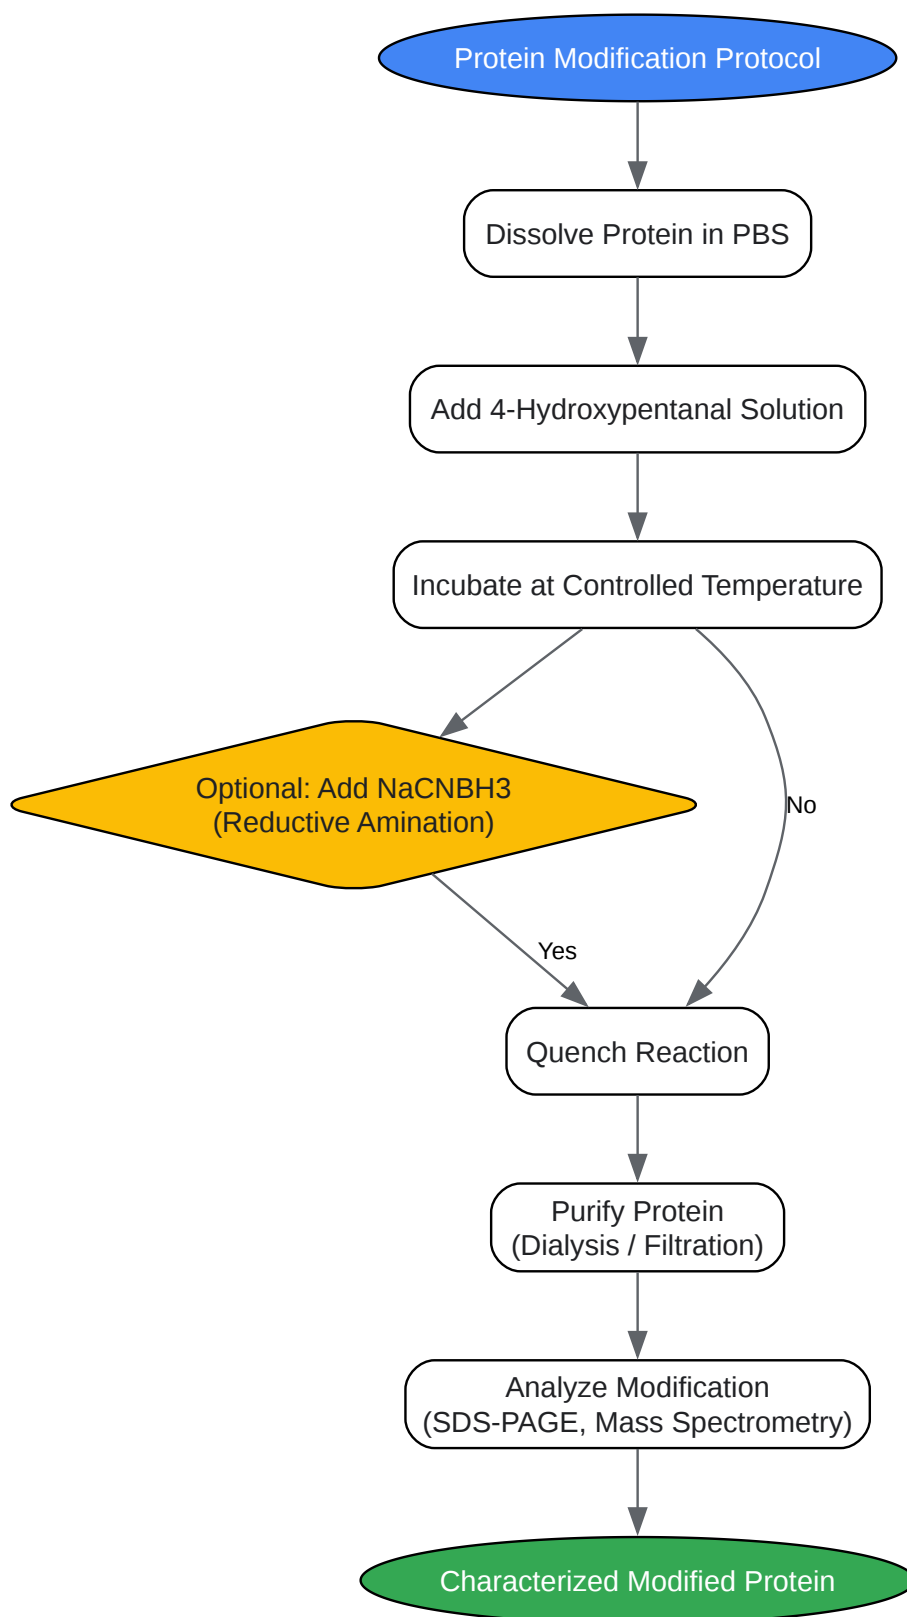 Protein Modification Protocol
Dissolve Protein in PBS
Add 4-Hydroxypentanal Solution
Incubate at Controlled Temperature
Optional: Add NaCNBH3
(Reductive Amination)
No
Yes
Quench Reaction
Purify Protein
(Dialysis / Filtration)
Analyze Modification
(SDS-PAGE, Mass Spectrometry)
Characterized Modified Protein